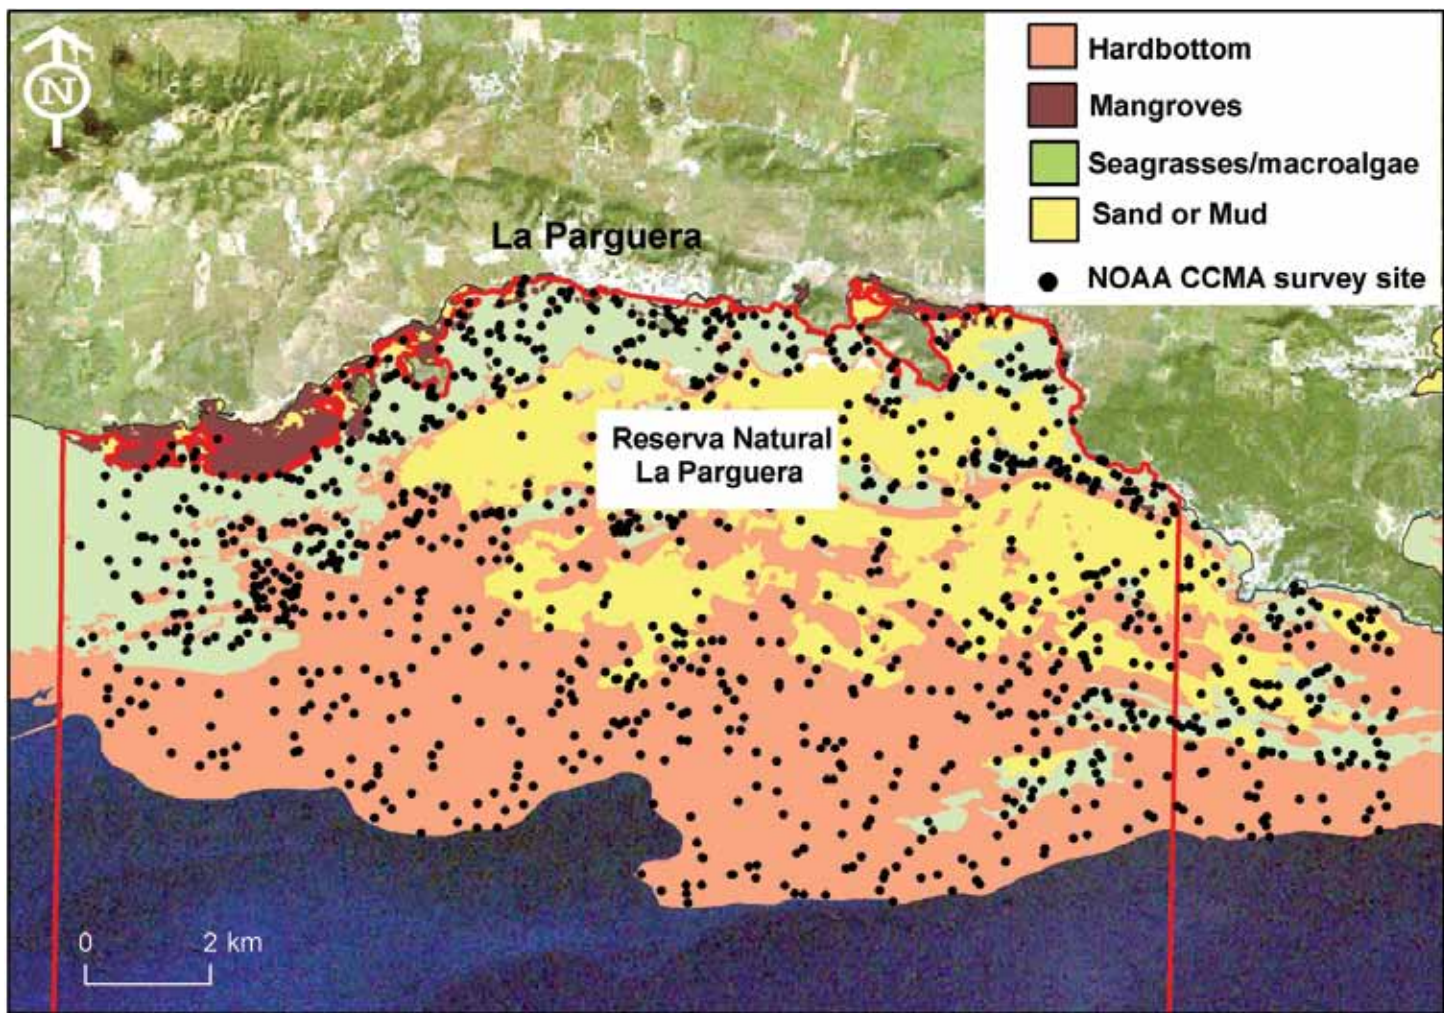 N
Hardbottom
Mangroves
Seagrasses/macroalgae
Sand or Mud
NOAA CCMA survey site
La Parguera
Reserva Natural
La Parguera
0 2 km